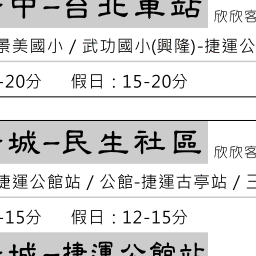 中–台北車站 欣欣客
景美國小 / 武功國小(興隆)-捷運公
-20分 假日：15-20分
城–民生社區 欣欣客
捷運公館站 / 公館-捷運古亭站 / 三
-15分 假日：12-15分
城–捷運公館站